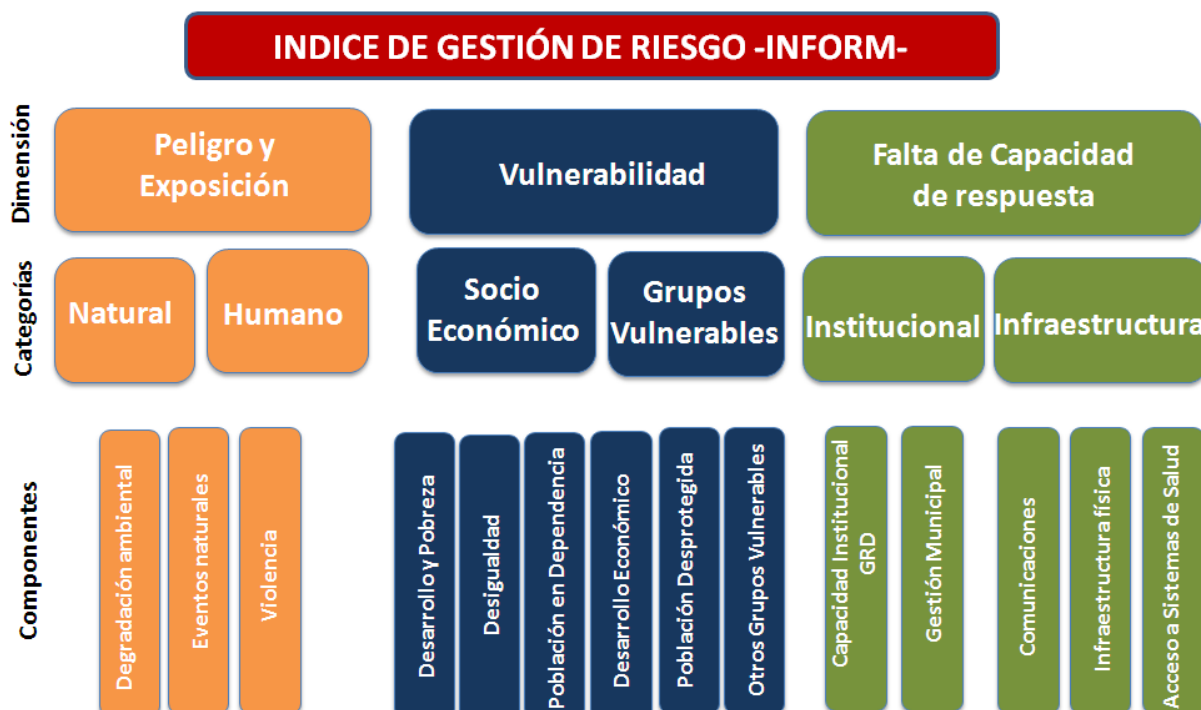 INDICE DE GESTIÓN DE RIESGO -INFORM-
Dimensión
Peligro y
Exposición
Vulnerabilidad
Falta de Capacidad
de respuesta
Categorías
Natural
Humano
Socio
Económico
Grupos
Vulnerables
Institucional
Infraestructura
Componentes
Degradación ambiental
Eventos naturales
Violencia
Desarrollo y Pobreza
Desigualdad
Población en Dependencia
Desarrollo Económico
Población Desprotegida
Otros Grupos Vulnerables
Capacidad Institucional
GRD
Gestión Municipal
Comunicaciones
Infraestructura física
Acceso a Sistemas de Salud